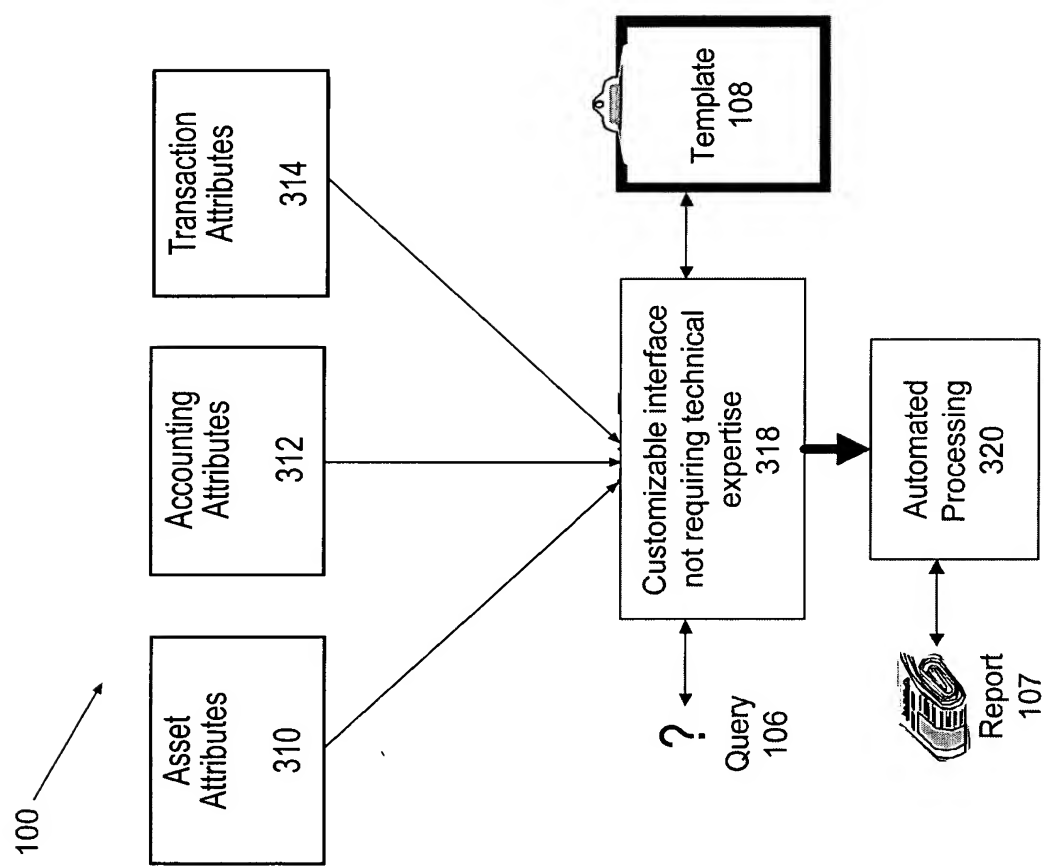 100
Asset
Attributes
310
Accounting
Attributes
312
Transaction
Attributes
314
?
Query
106
Customizable interface
not requiring technical
expertise
318
Template
108
Report
107
Automated
Processing
320